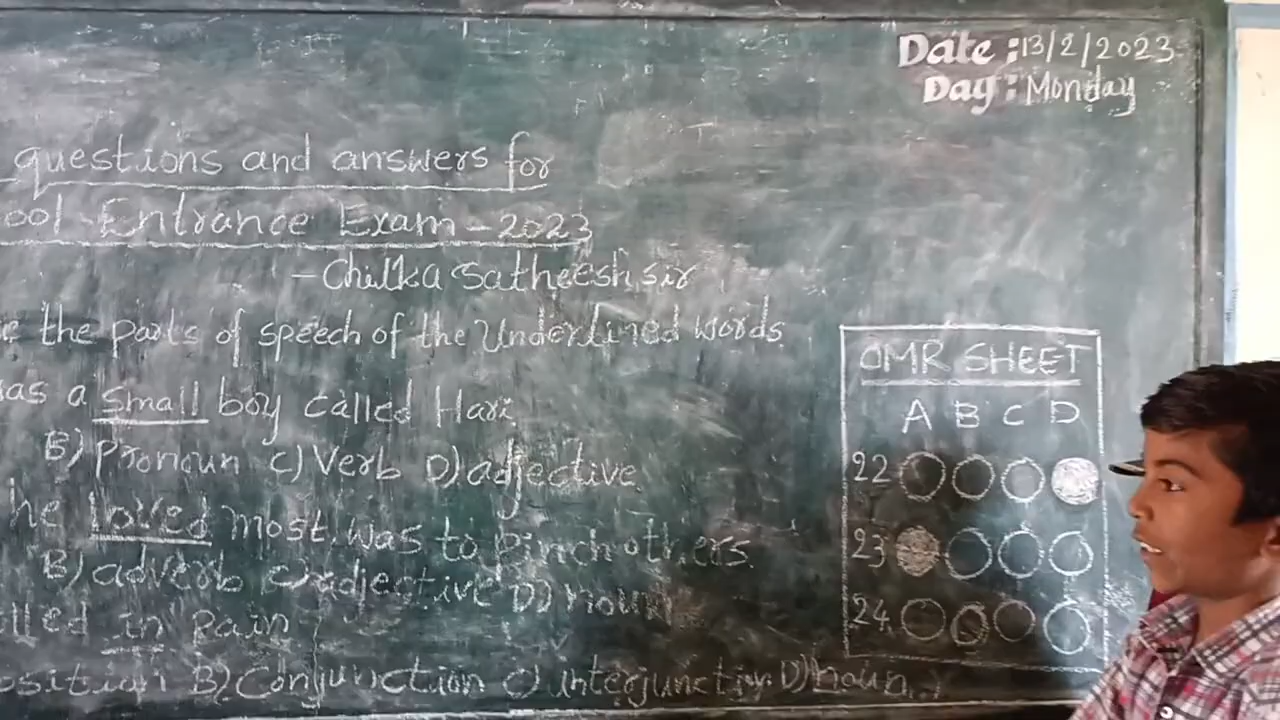 Date : 13/2/2023
Day : Monday
questions and answers for
ool Entrance Exam - 2023
- Chilka Satheesh sir
the parts of speech of the Underlined words
as a small boy called Hari
B) Pronoun C) Verb D) adjective
he loved most was to pinch others.
B) adverb C) adjective D) noun
lled in pain
osition B) Conjunction C) interjunction D) noun
OMR SHEET
A B C D
22
23
24